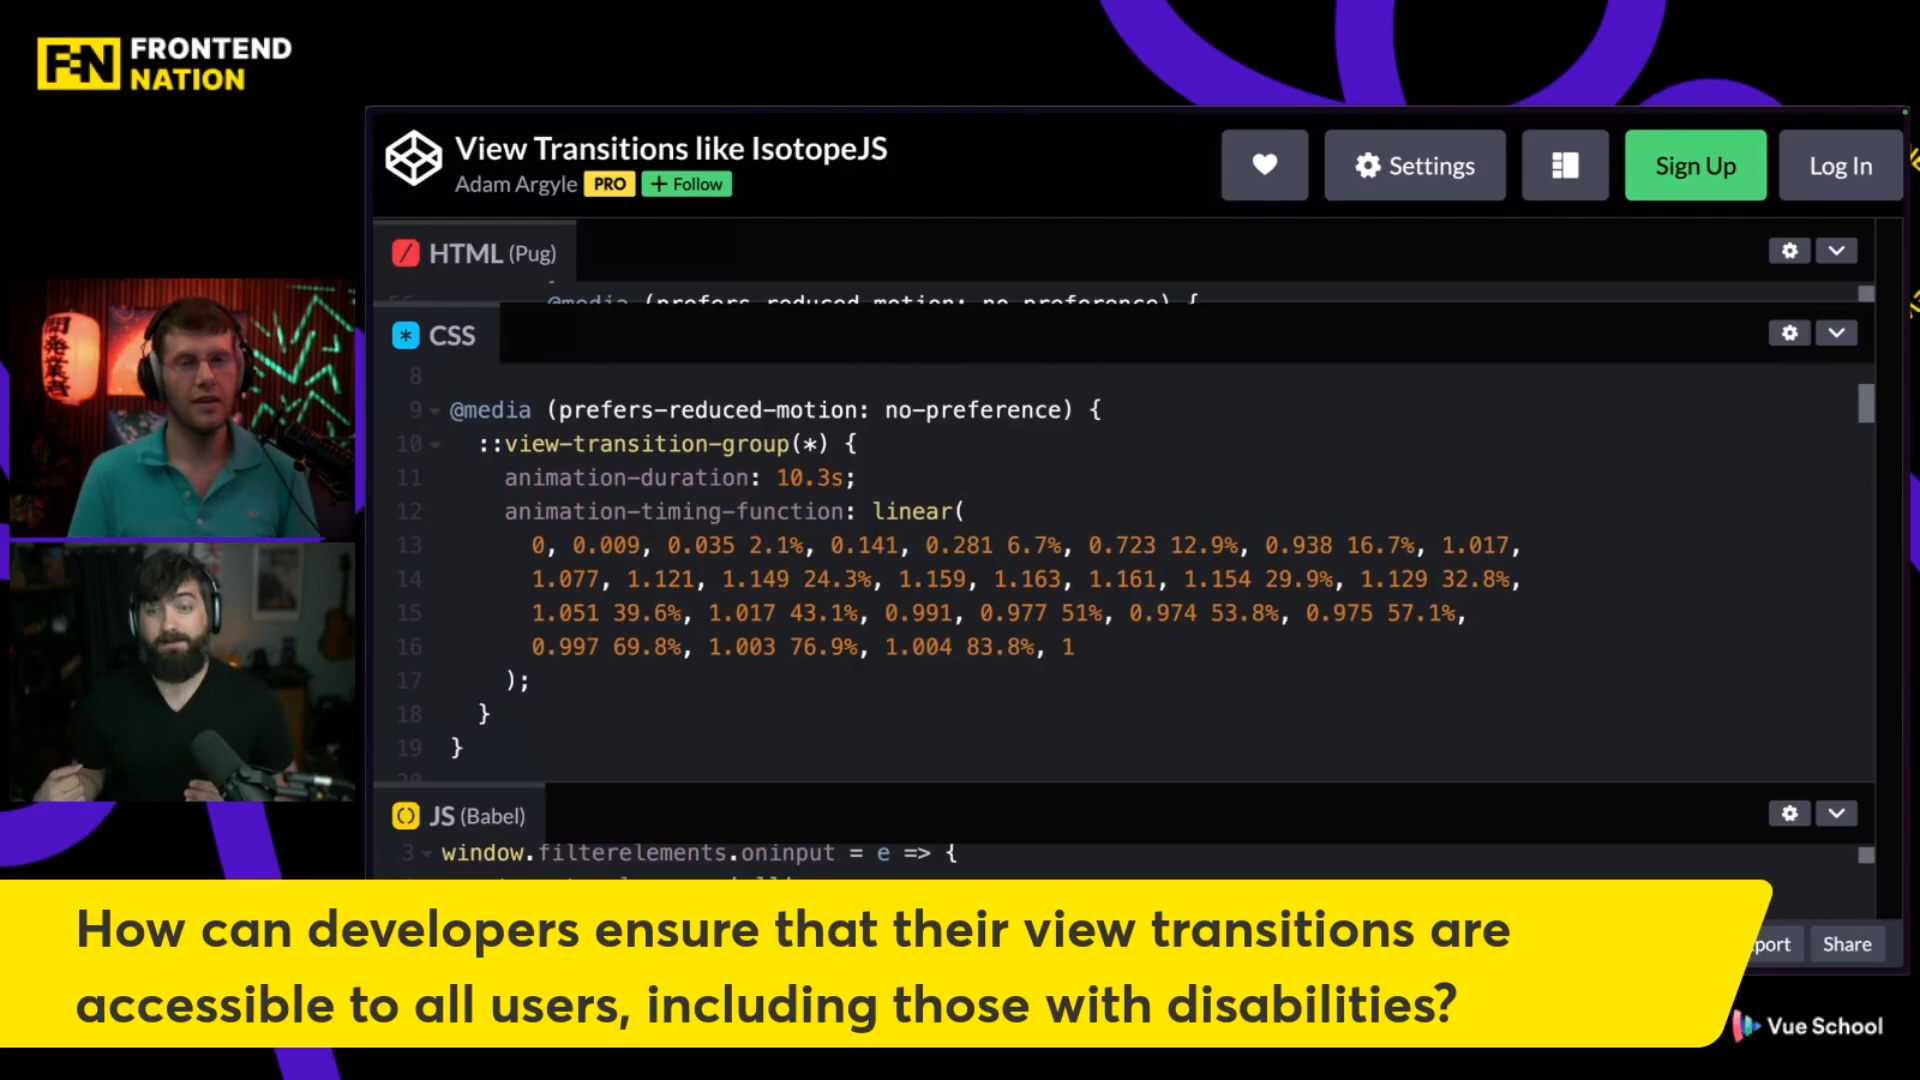 FRONTEND
NATION
View Transitions like IsotopeJS
Adam Argyle PRO + Follow
Settings
Sign Up
Log In
HTML (Pug)
@media (prefers-reduced-motion: no-preference) {
* CSS
8
9 @media (prefers-reduced-motion: no-preference) {
10 ::view-transition-group(*) {
11 animation-duration: 10.3s;
12 animation-timing-function: linear(
13 0, 0.009, 0.035 2.1%, 0.141, 0.281 6.7%, 0.723 12.9%, 0.938 16.7%, 1.017,
14 1.077, 1.121, 1.149 24.3%, 1.159, 1.163, 1.161, 1.154 29.9%, 1.129 32.8%,
15 1.051 39.6%, 1.017 43.1%, 0.991, 0.977 51%, 0.974 53.8%, 0.975 57.1%,
16 0.997 69.8%, 1.003 76.9%, 1.004 83.8%, 1
17 );
18 }
19 }
20
JS (Babel)
3 window.filterelements.oninput = e => {
How can developers ensure that their view transitions are
accessible to all users, including those with disabilities?
port
Share
Vue School